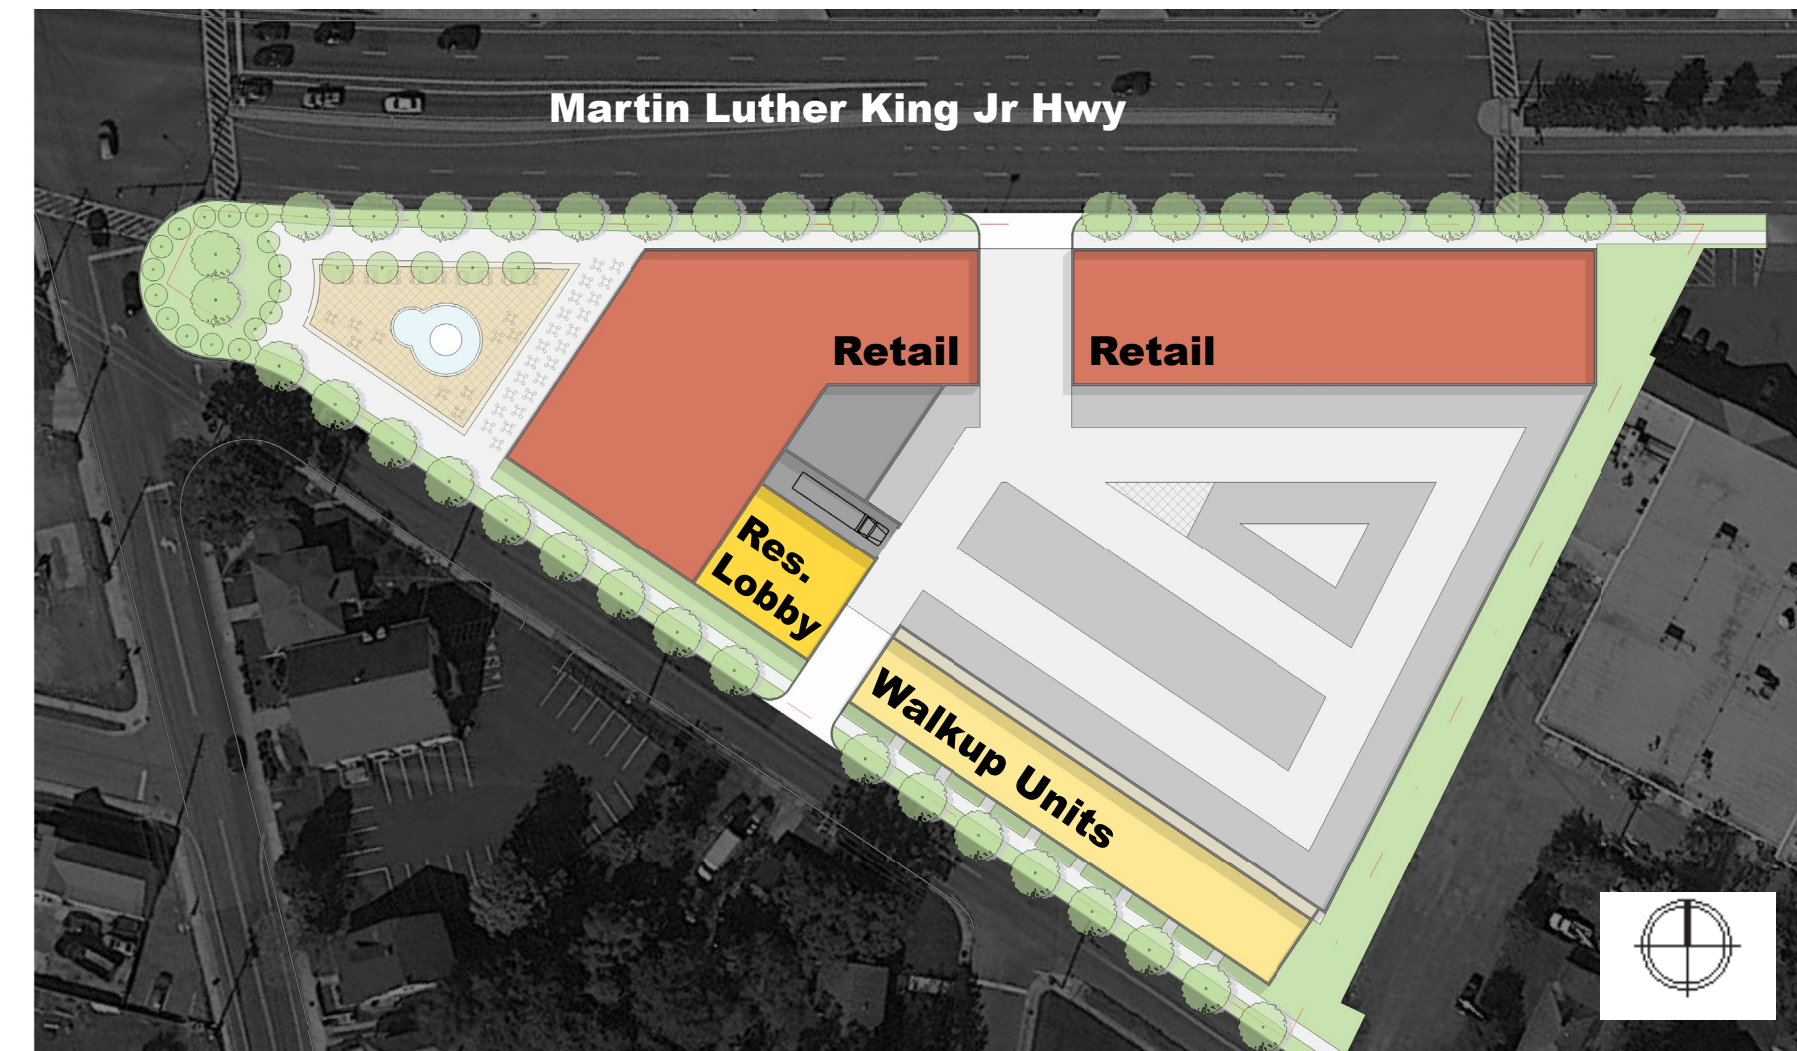 Martin Luther King Jr Hwy
Retail
Retail
Res.
Lobby
Walkup Units